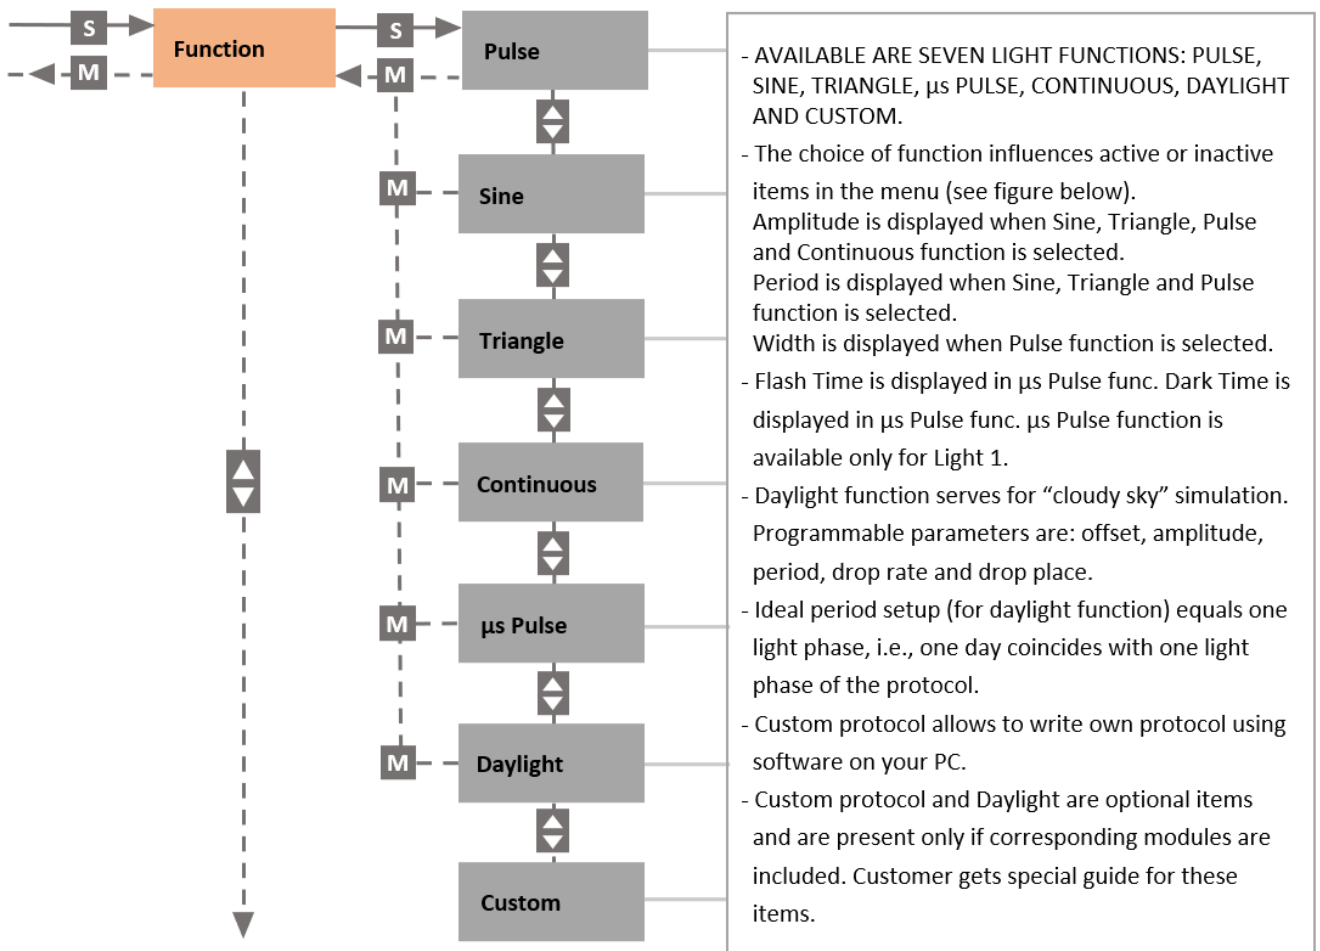 S
Function
S
Pulse
M
M
M
Sine
M
Triangle
M
Continuous
M
µs Pulse
M
Daylight
Custom
- AVAILABLE ARE SEVEN LIGHT FUNCTIONS: PULSE,
SINE, TRIANGLE, µs PULSE, CONTINUOUS, DAYLIGHT
AND CUSTOM.
- The choice of function influences active or inactive
items in the menu (see figure below).
Amplitude is displayed when Sine, Triangle, Pulse
and Continuous function is selected.
Period is displayed when Sine, Triangle and Pulse
function is selected.
Width is displayed when Pulse function is selected.
- Flash Time is displayed in µs Pulse func. Dark Time is
displayed in µs Pulse func. µs Pulse function is
available only for Light 1.
- Daylight function serves for “cloudy sky” simulation.
Programmable parameters are: offset, amplitude,
period, drop rate and drop place.
- Ideal period setup (for daylight function) equals one
light phase, i.e., one day coincides with one light
phase of the protocol.
- Custom protocol allows to write own protocol using
software on your PC.
- Custom protocol and Daylight are optional items
and are present only if corresponding modules are
included. Customer gets special guide for these
items.